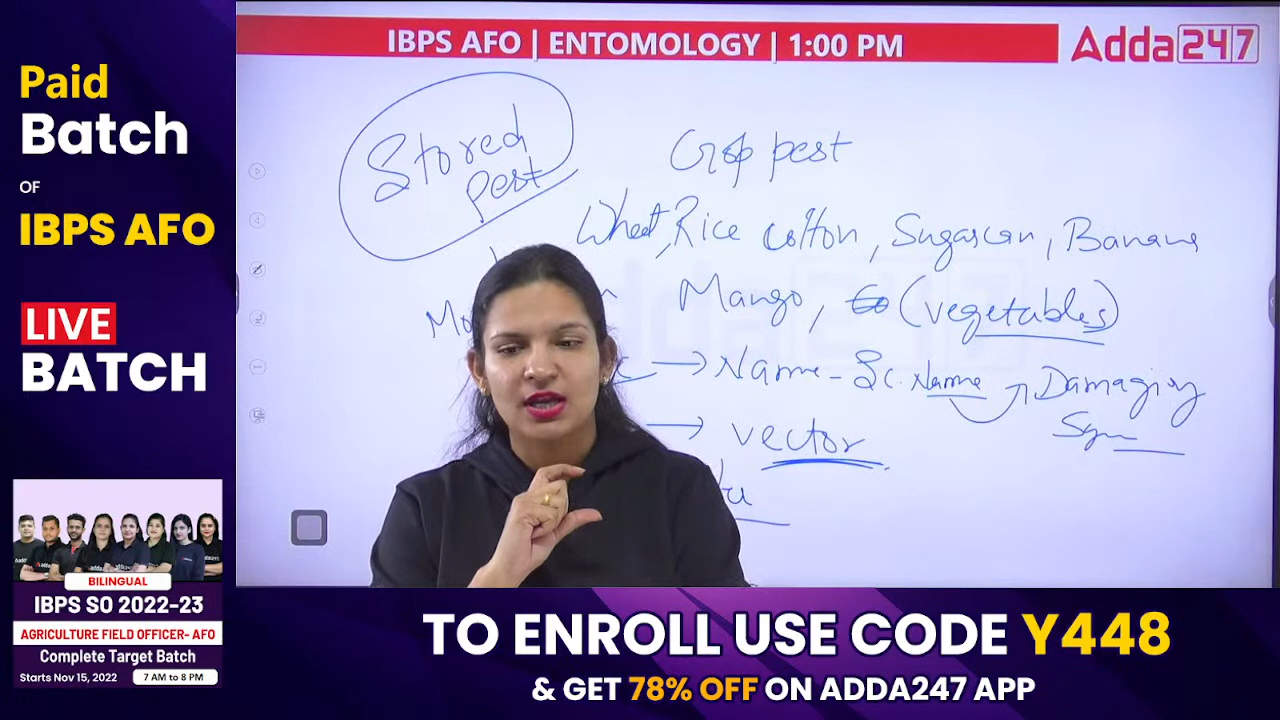 Paid
Batch
OF
IBPS AFO
LIVE
BATCH
BILINGUAL
IBPS SO 2022-23
AGRICULTURE FIELD OFFICER- AFO
Complete Target Batch
Starts Nov 15, 2022
7 AM to 8 PM
IBPS AFO | ENTOMOLOGY | 1:00 PM
Adda247
Stored
pest
Crop pest
Wheat, Rice cotton, Sugarcan, Banana
Mango, (vegetables)
Name - Sc. Name Damaging
Sym
vector
TO ENROLL USE CODE Y448
& GET 78% OFF ON ADDA247 APP